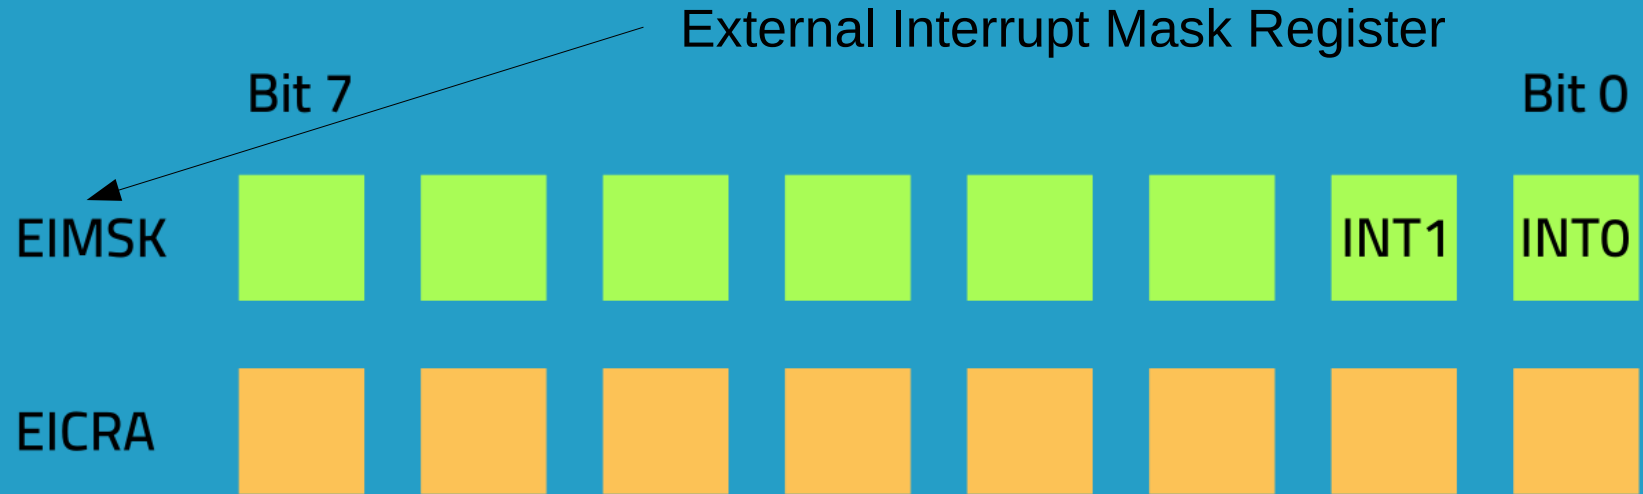 External Interrupt Mask Register
Bit 7 Bit 0
EIMSK INT1 INT0
EICRA